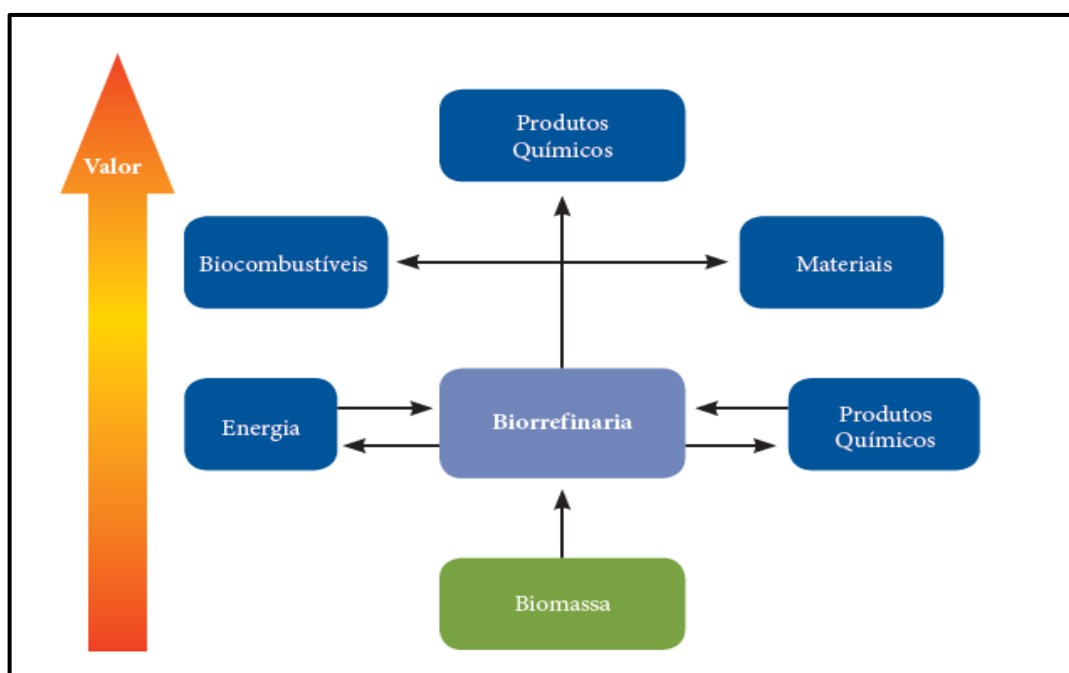 Produtos
Químicos
Valor
Biocombustíveis
Materiais
Energia
Biorrefinaria
Produtos
Químicos
Biomassa